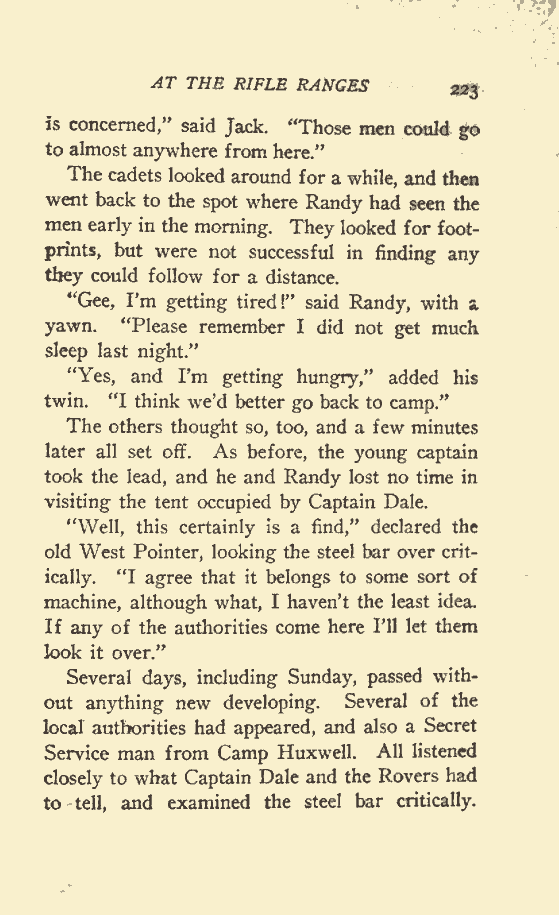 AT THE RIFLE RANGES 223
is concerned,” said Jack. “Those men could go
to almost anywhere from here.”
The cadets looked around for a while, and then
went back to the spot where Randy had seen the
men early in the morning. They looked for foot-
prints, but were not successful in finding any
they could follow for a distance.
“Gee, I’m getting tired!” said Randy, with a
yawn. “Please remember I did not get much
sleep last night.”
“Yes, and I’m getting hungry,” added his
twin. “I think we’d better go back to camp.”
The others thought so, too, and a few minutes
later all set off. As before, the young captain
took the lead, and he and Randy lost no time in
visiting the tent occupied by Captain Dale.
“Well, this certainly is a find,” declared the
old West Pointer, looking the steel bar over crit-
ically. “I agree that it belongs to some sort of
machine, although what, I haven’t the least idea.
If any of the authorities come here I’ll let them
look it over.”
Several days, including Sunday, passed with-
out anything new developing. Several of the
local authorities had appeared, and also a Secret
Service man from Camp Huxwell. All listened
closely to what Captain Dale and the Rovers had
to tell, and examined the steel bar critically.